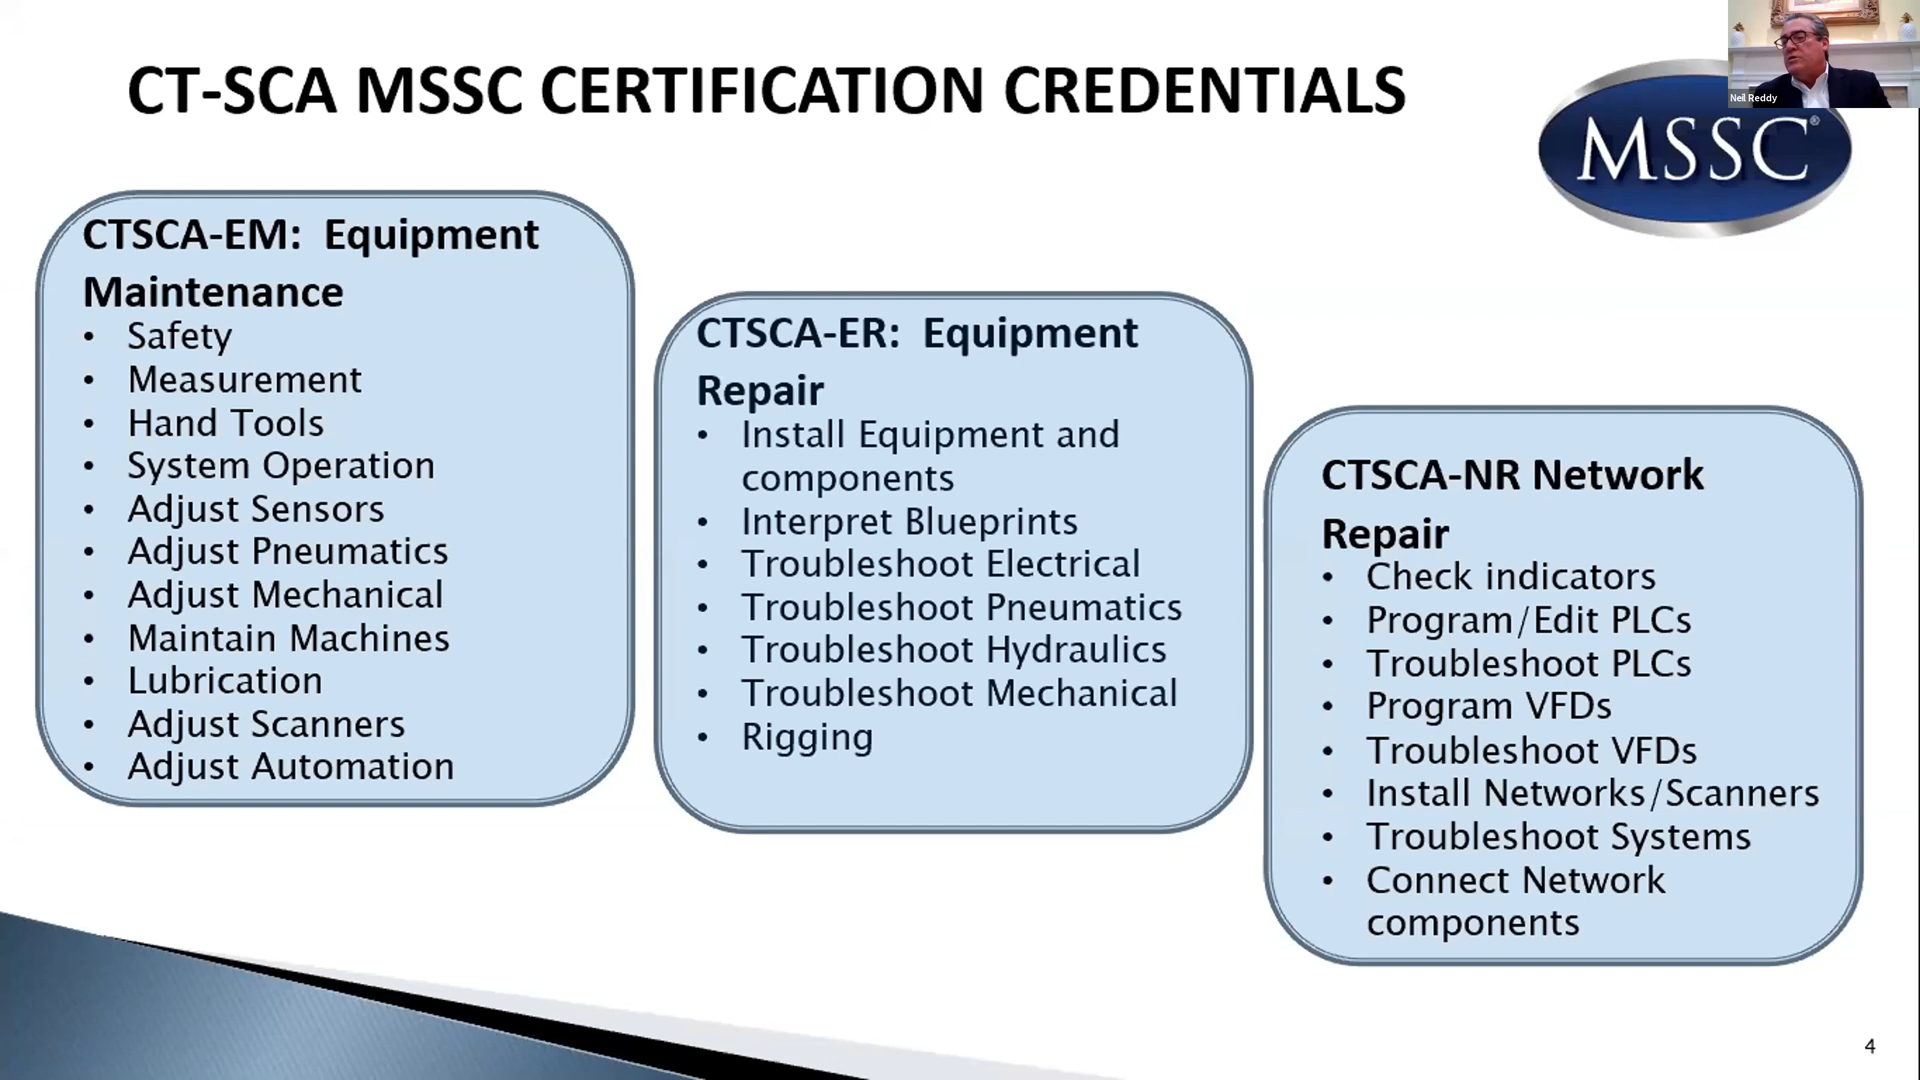 CT-SCA MSSC CERTIFICATION CREDENTIALS
Neil Reddy
MSSC®
CTSCA-EM:  Equipment
Maintenance
• Safety
• Measurement
• Hand Tools
• System Operation
• Adjust Sensors
• Adjust Pneumatics
• Adjust Mechanical
• Maintain Machines
• Lubrication
• Adjust Scanners
• Adjust Automation
CTSCA-ER:  Equipment
Repair
• Install Equipment and
components
• Interpret Blueprints
• Troubleshoot Electrical
• Troubleshoot Pneumatics
• Troubleshoot Hydraulics
• Troubleshoot Mechanical
• Rigging
CTSCA-NR Network
Repair
• Check indicators
• Program/Edit PLCs
• Troubleshoot PLCs
• Program VFDs
• Troubleshoot VFDs
• Install Networks/Scanners
• Troubleshoot Systems
• Connect Network
components
4